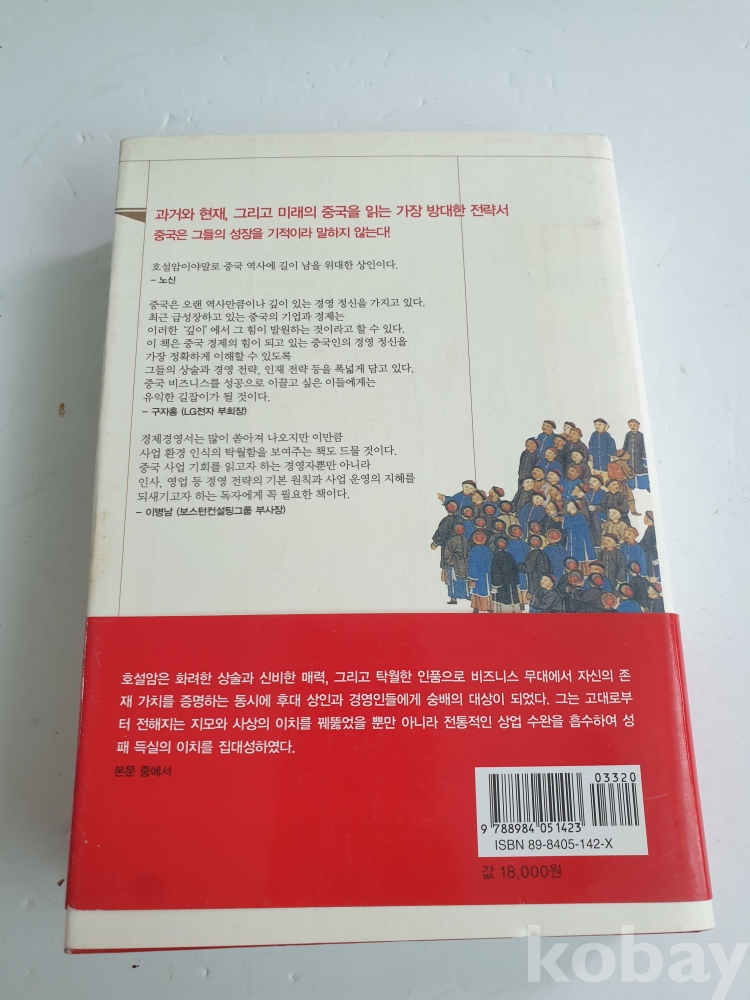 과거와 현재, 그리고 미래의 중국을 읽는 가장 방대한 전략서
중국은 그들의 성장을 기적이라 말하지 않는다!
호설암이야말로 중국 역사에 깊이 남을 위대한 상인이다.
– 노신
중국은 오랜 역사만큼이나 깊이 있는 경영 정신을 가지고 있다.
최근 급성장하고 있는 중국의 기업과 경제는
이러한 '깊이'에서 그 힘이 발원하는 것이라고 할 수 있다.
이 책은 중국 경제의 힘이 되고 있는 중국인의 경영 정신을
가장 정확하게 이해할 수 있도록
그들의 상술과 경영 전략, 인재 전략 등을 폭넓게 담고 있다.
중국 비즈니스를 성공으로 이끌고 싶은 이들에게는
유익한 길잡이가 될 것이다.
– 구자홍 (LG전자 부회장)
경제경영서는 많이 쏟아져 나오지만 이만큼
사업 환경 인식의 탁월함을 보여주는 책도 드물 것이다.
중국 사업 기회를 읽고자 하는 경영자뿐만 아니라
인사, 영업 등 경영 전략의 기본 원칙과 사업 운영의 지혜를
되새기고자 하는 독자에게 꼭 필요한 책이다.
– 이병남 (보스턴컨설팅그룹 부사장)
호설암은 화려한 상술과 신비한 매력, 그리고 탁월한 인품으로 비즈니스 무대에서 자신의 존
재 가치를 증명하는 동시에 후대 상인과 경영인들에게 숭배의 대상이 되었다. 그는 고대로부
터 전해지는 지모와 사상의 이치를 꿰뚫었을 뿐만 아니라 전통적인 상업 수완을 흡수하여 성
패 득실의 이치를 집대성하였다.
본문 중에서
03320
9 788984 051423
ISBN 89-8405-142-X
값 18,000원
kobay